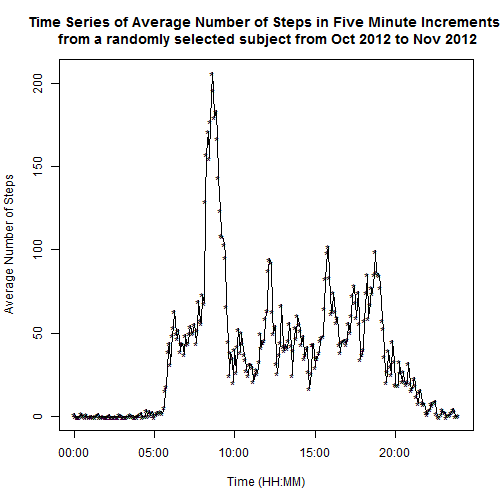 Time Series of Average Number of Steps in Five Minute Increments
from a randomly selected subject from Oct 2012 to Nov 2012
Average Number of Steps
200
150
100
50
0
00:00 05:00 10:00 15:00 20:00
Time (HH:MM)